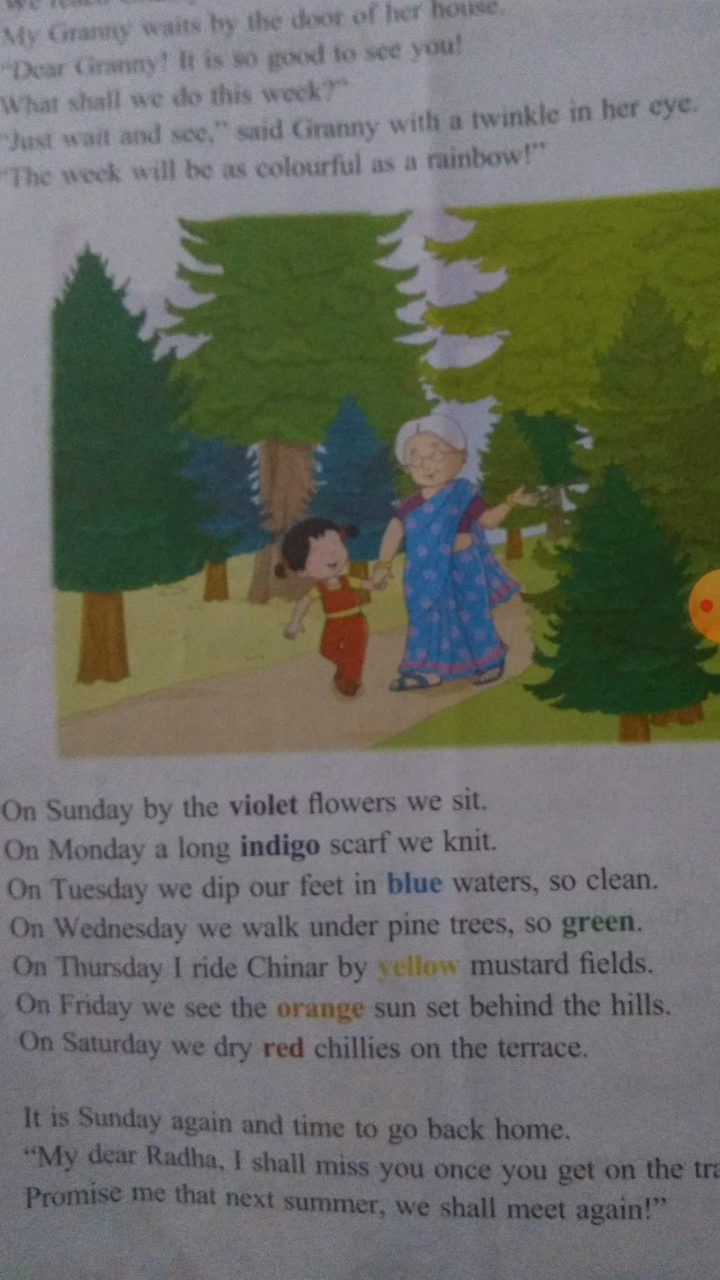 My Granny waits by the door of her house.
"Dear Granny! It is so good to see you!
What shall we do this week?"
"Just wait and see," said Granny with a twinkle in her eye.
"The week will be as colourful as a rainbow!"
On Sunday by the violet flowers we sit.
On Monday a long indigo scarf we knit.
On Tuesday we dip our feet in blue waters, so clean.
On Wednesday we walk under pine trees, so green.
On Thursday I ride Chinar by yellow mustard fields.
On Friday we see the orange sun set behind the hills.
On Saturday we dry red chillies on the terrace.
It is Sunday again and time to go back home.
"My dear Radha, I shall miss you once you get on the tra
Promise me that next summer, we shall meet again!"